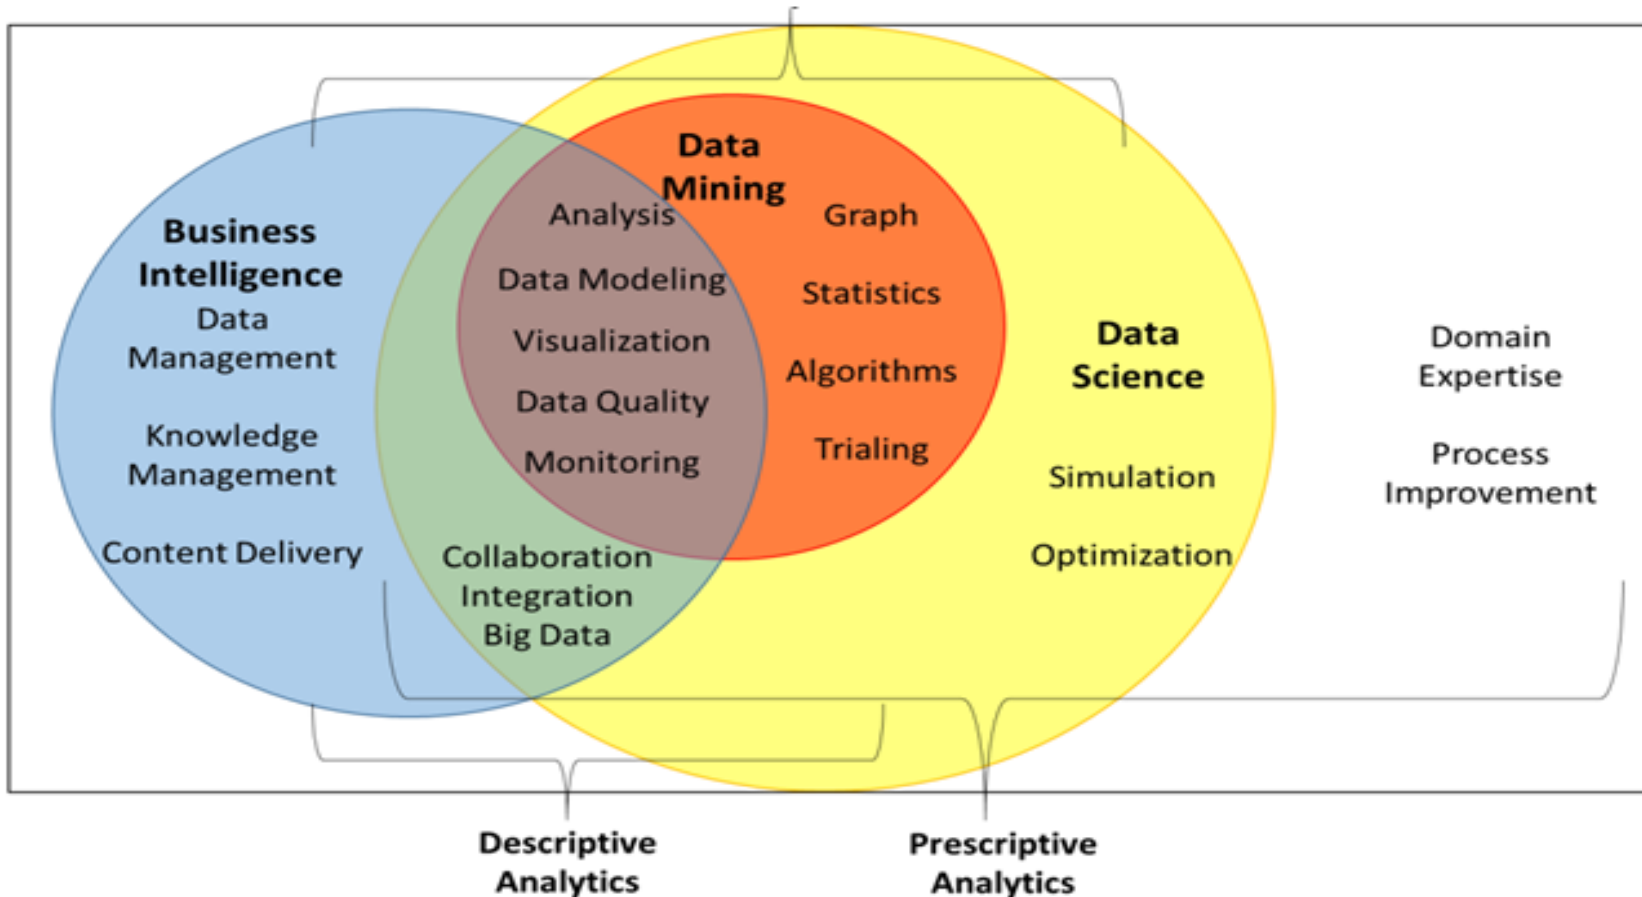 Data
Mining
Business
Intelligence
Data
Management
Knowledge
Management
Content Delivery
Analysis
Data Modeling
Visualization
Data Quality
Monitoring
Collaboration
Integration
Big Data
Graph
Statistics
Algorithms
Trialing
Data
Science
Simulation
Optimization
Domain
Expertise
Process
Improvement
Descriptive
Analytics
Prescriptive
Analytics